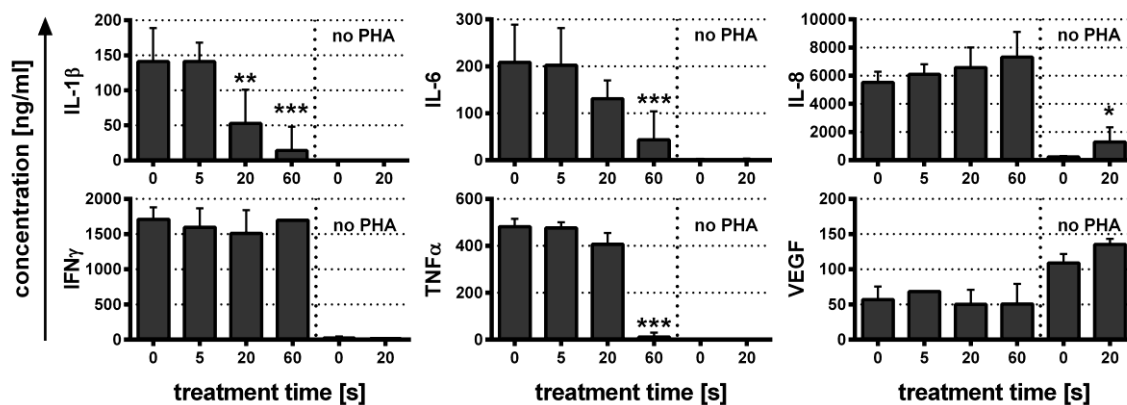 concentration [ng/ml]
IL-1β
200
150
100
50
0
no PHA
**
***
0 5 20 60 0 20
IL-6
300
200
100
0
no PHA
***
0 5 20 60 0 20
IL-8
10000
8000
6000
4000
2000
0
no PHA
*
0 5 20 60 0 20
IFNγ
2000
1500
1000
500
0
no PHA
0 5 20 60 0 20
treatment time [s]
TNFα
600
400
200
0
no PHA
***
0 5 20 60 0 20
treatment time [s]
VEGF
200
150
100
50
0
no PHA
0 5 20 60 0 20
treatment time [s]